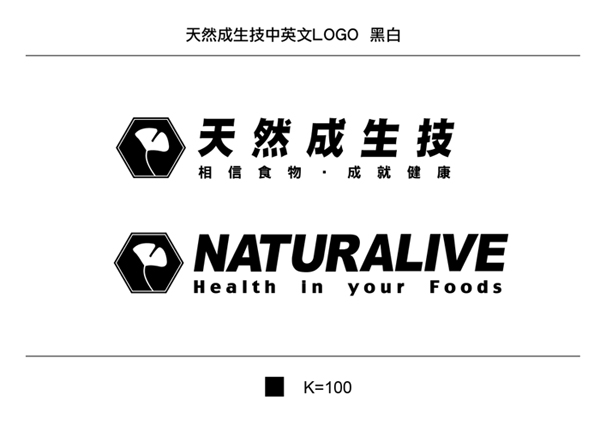 天然成生技中英文LOGO 黑白
天然成生技
相信食物・成就健康
NATURALIVE
Health in your Foods
K=100